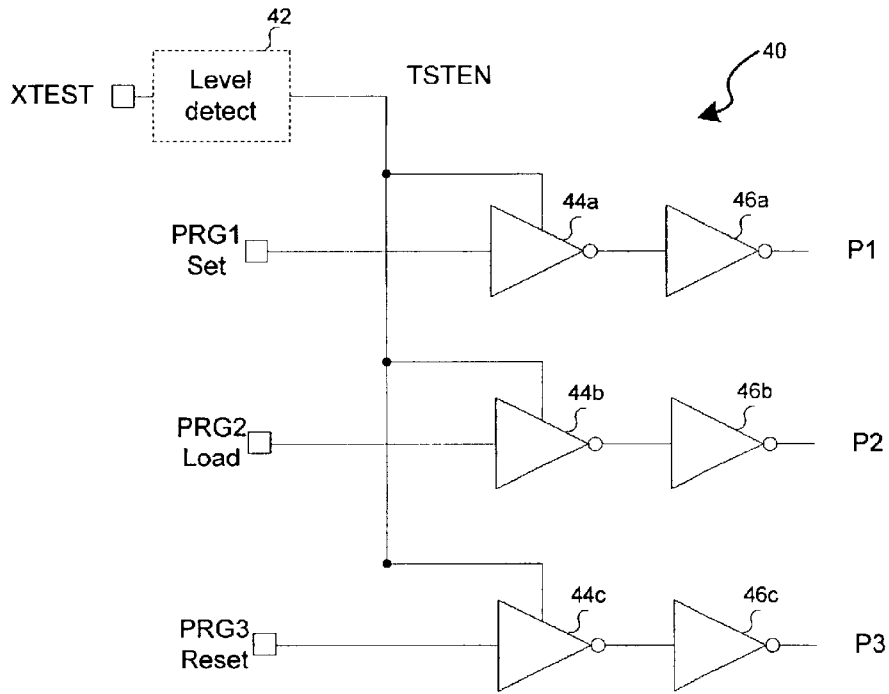 42
Level
detect
XTEST
TSTEN
40
44a
46a
PRG1
Set
P1
44b
46b
PRG2
Load
P2
44c
46c
PRG3
Reset
P3